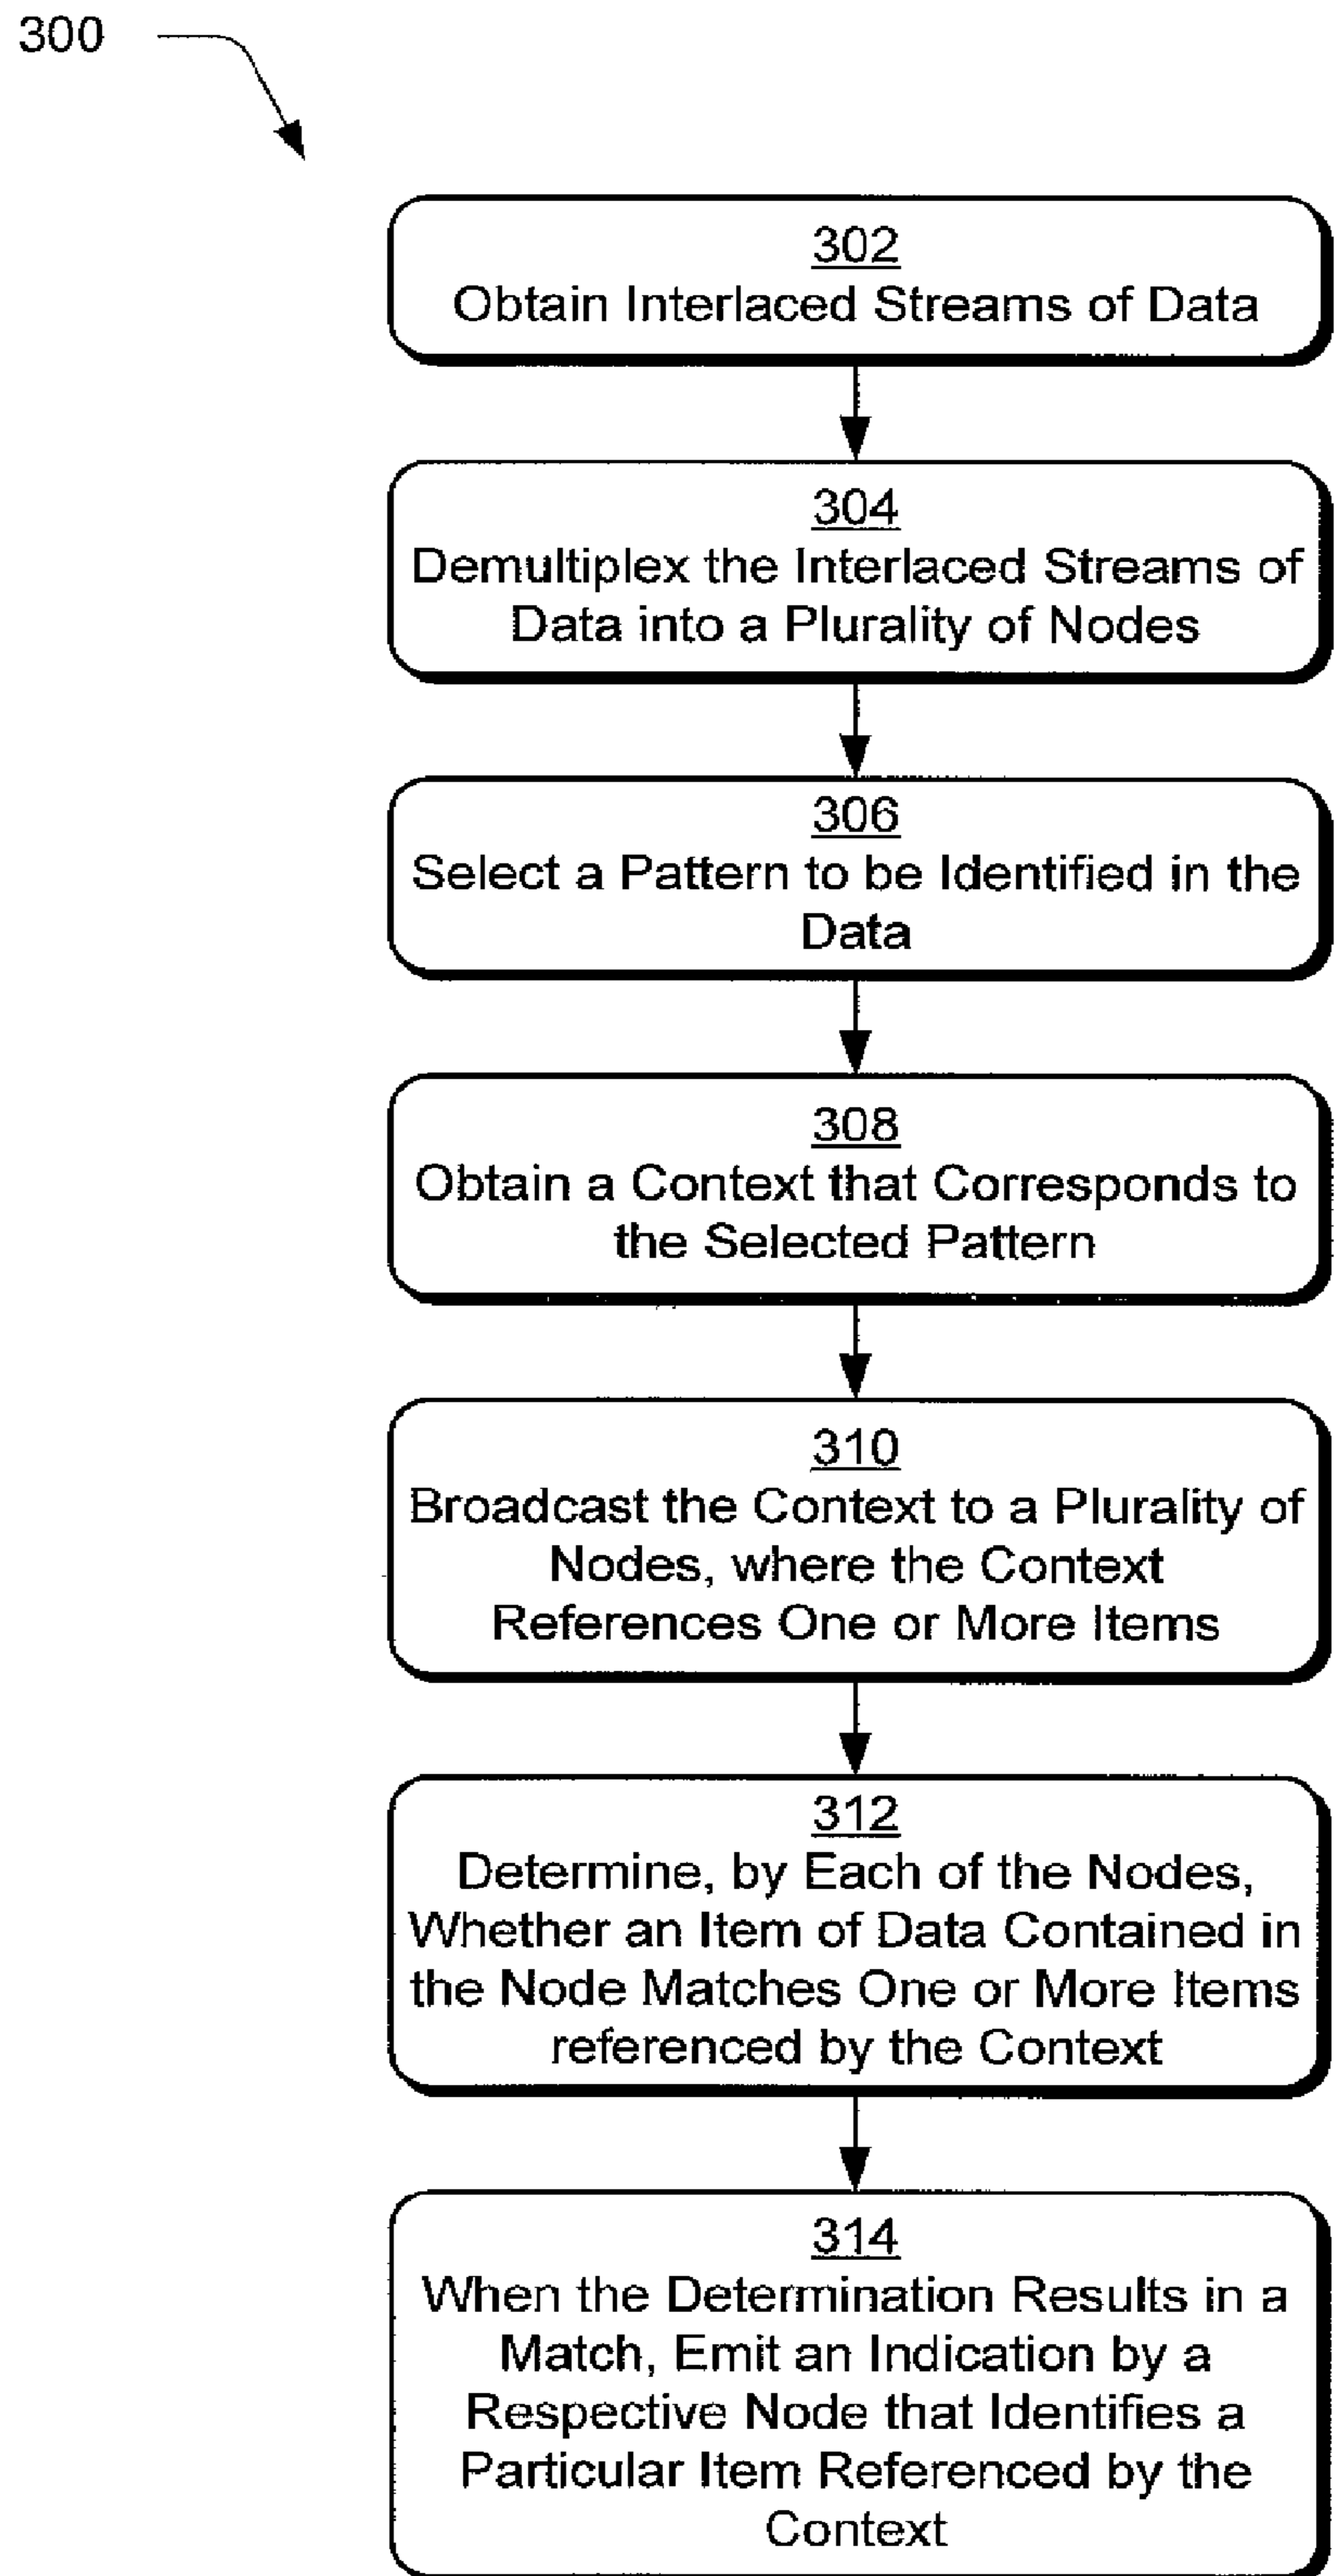 300
302
Obtain Interlaced Streams of Data
304
Demultiplex the Interlaced Streams of
Data into a Plurality of Nodes
306
Select a Pattern to be Identified in the
Data
308
Obtain a Context that Corresponds to
the Selected Pattern
310
Broadcast the Context to a Plurality of
Nodes, where the Context
References One or More Items
312
Determine, by Each of the Nodes,
Whether an Item of Data Contained in
the Node Matches One or More Items
referenced by the Context
314
When the Determination Results in a
Match, Emit an Indication by a
Respective Node that Identifies a
Particular Item Referenced by the
Context